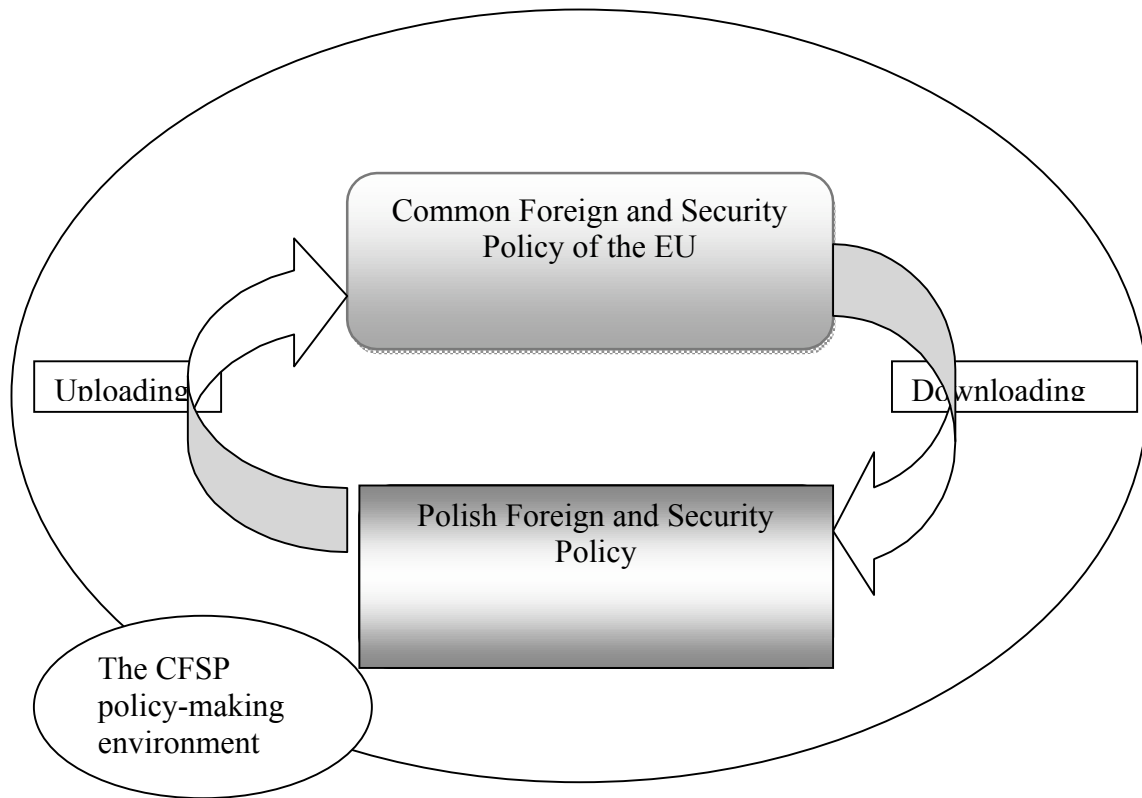 Common Foreign and Security
Policy of the EU
Uploading
Downloading
Polish Foreign and Security
Policy
The CFSP
policy-making
environment